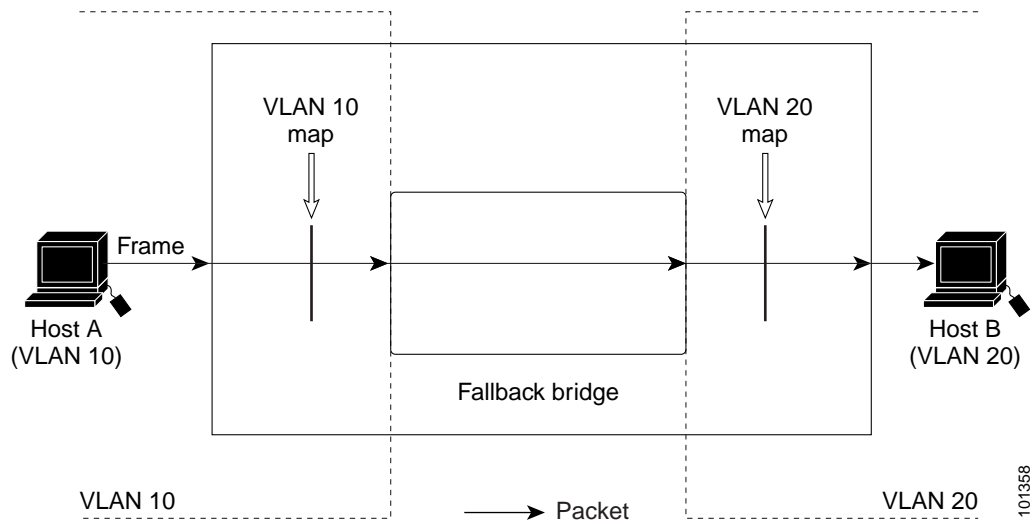 VLAN 10
map
VLAN 20
map
Frame
Host A
(VLAN 10)
Host B
(VLAN 20)
Fallback bridge
VLAN 10
Packet
VLAN 20
101358